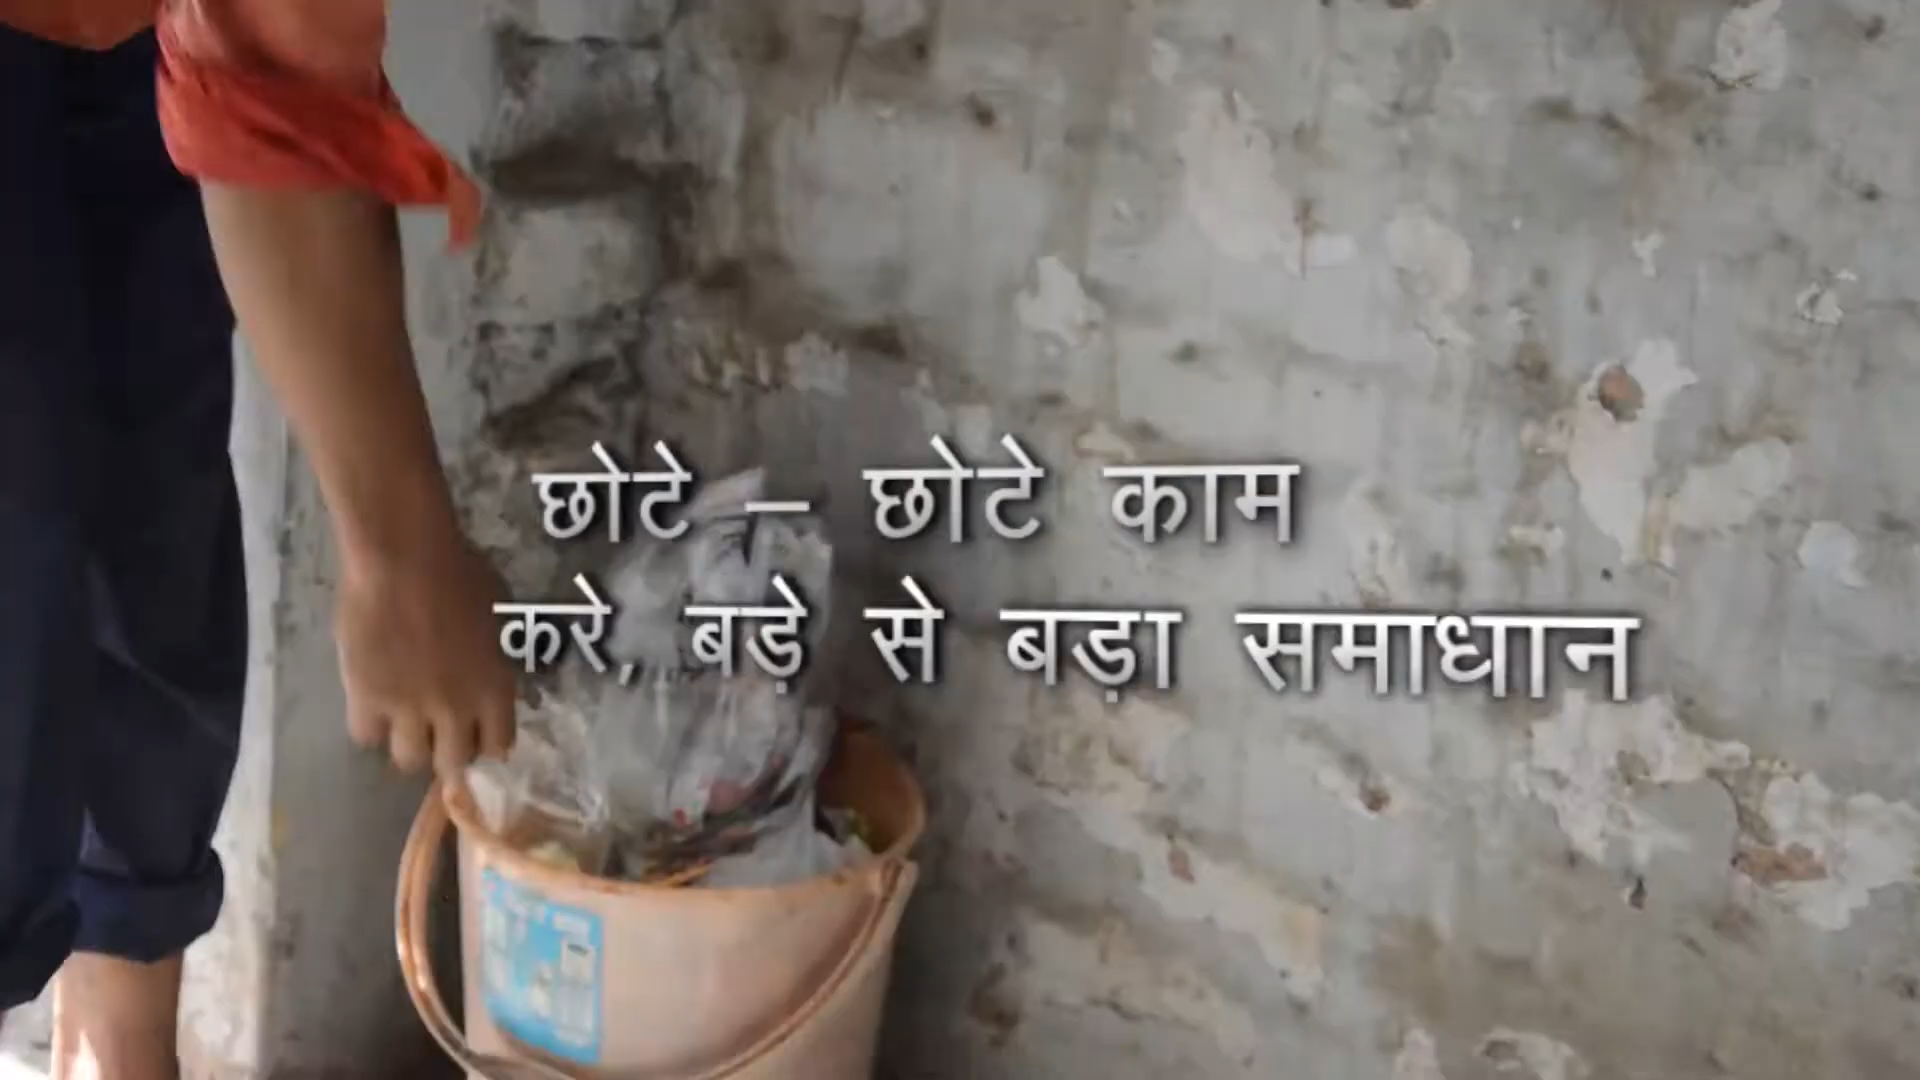 छोटे – छोटे काम
करे, बड़े से बड़ा समाधान